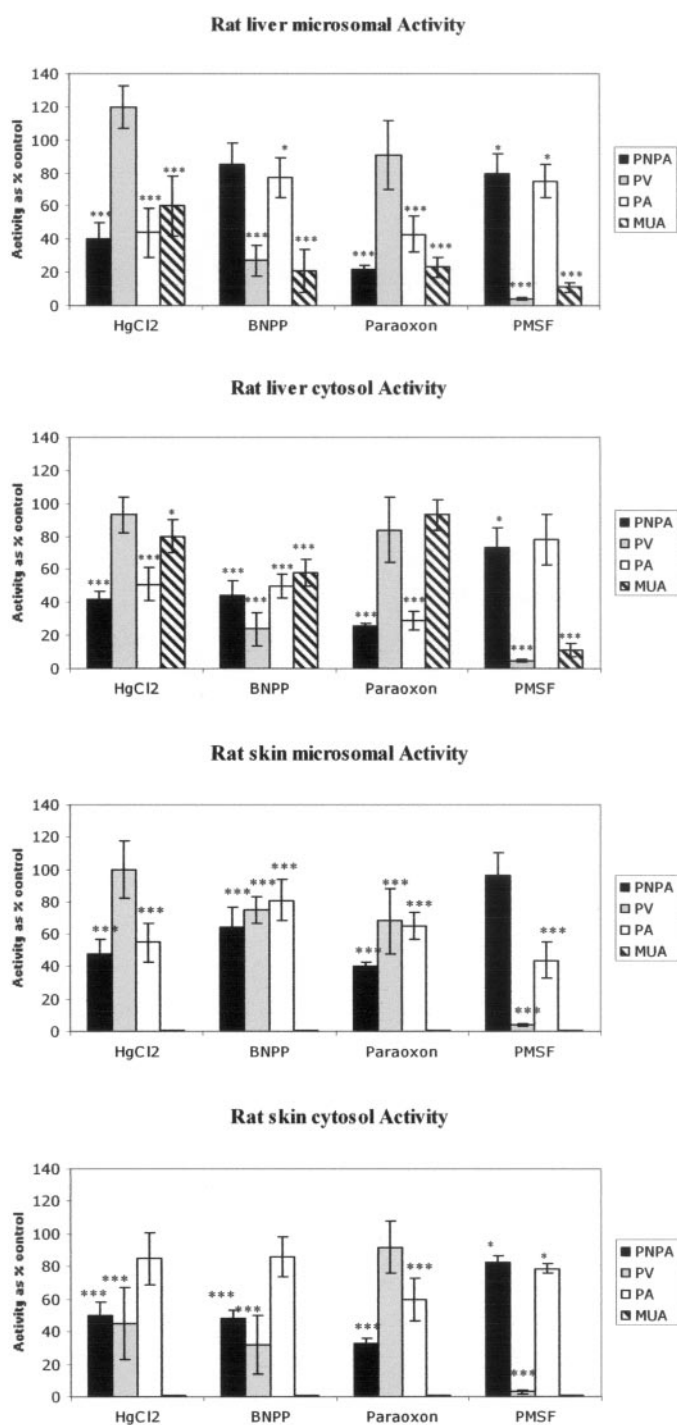 Rat liver microsomal Activity
140
120
100
80
60
40
20
0
Activity as % control
***
***
***
***
*
***
***
***
***
*
***
*
***
HgCl2 BNPP Paraoxon PMSF
PNPA
PV
PA
MUA
Rat liver cytosol Activity
140
120
100
80
60
40
20
0
Activity as % control
***
***
*
***
***
***
***
***
***
*
***
***
HgCl2 BNPP Paraoxon PMSF
PNPA
PV
PA
MUA
Rat skin microsomal Activity
140
120
100
80
60
40
20
0
Activity as % control
***
***
***
***
***
***
***
***
***
***
HgCl2 BNPP Paraoxon PMSF
PNPA
PV
PA
MUA
Rat skin cytosol Activity
140
120
100
80
60
40
20
0
Activity as % control
***
***
***
***
***
***
*
***
*
HgCl2 BNPP Paraoxon PMSF
PNPA
PV
PA
MUA